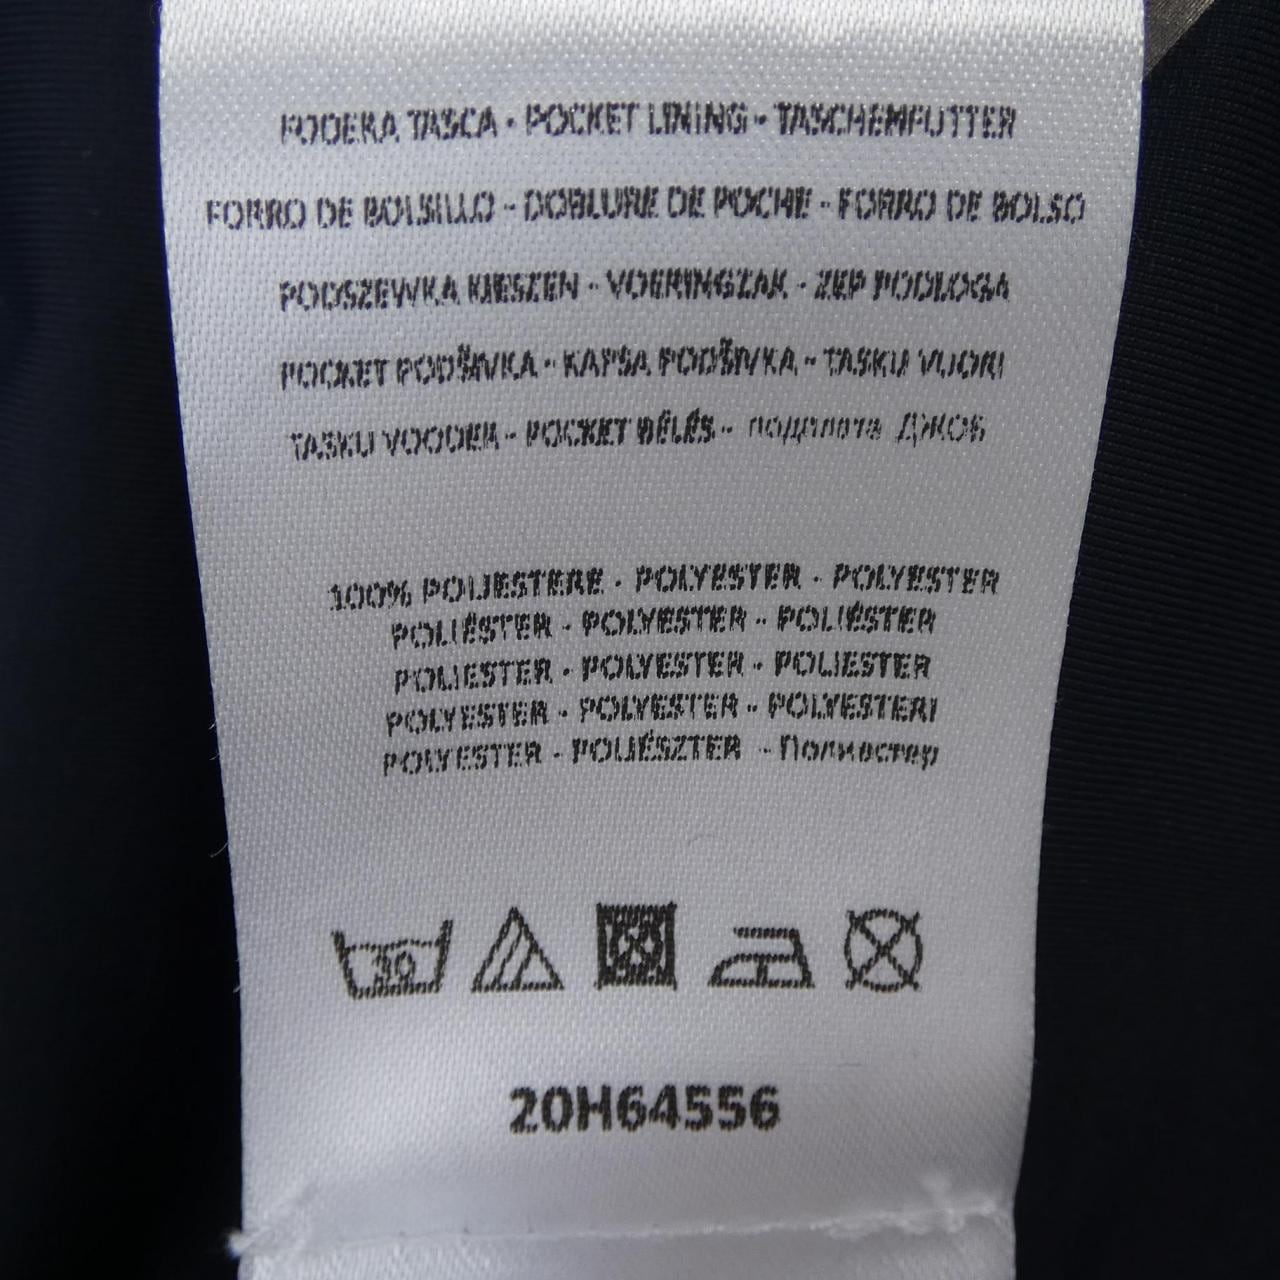 FODERA TASCA - POCKET LINING - TASCHENFUTTER
FORRO DE BOLSILLO - DOBLURE DE POCHE - FORRO DE BOLSO
PODSZEWKA KIESZEN - VOERINGZAK - ZEP PODLOGA
POCKET PODŠIVKA - KAPSA PODŠIVKA - TASKU VUORI
TASKU VOODER - POCKET BÉLÉS - подплата ДЖОБ
100% POLIESTERE - POLYESTER - POLYESTER
POLIÉSTER - POLYESTER - POLIÉSTER
POLIESTER - POLYESTER - POLIESTER
POLYESTER - POLYESTER - POLYESTERI
POLYESTER - POLIÉSZTER - Полиестер
30
20H64556